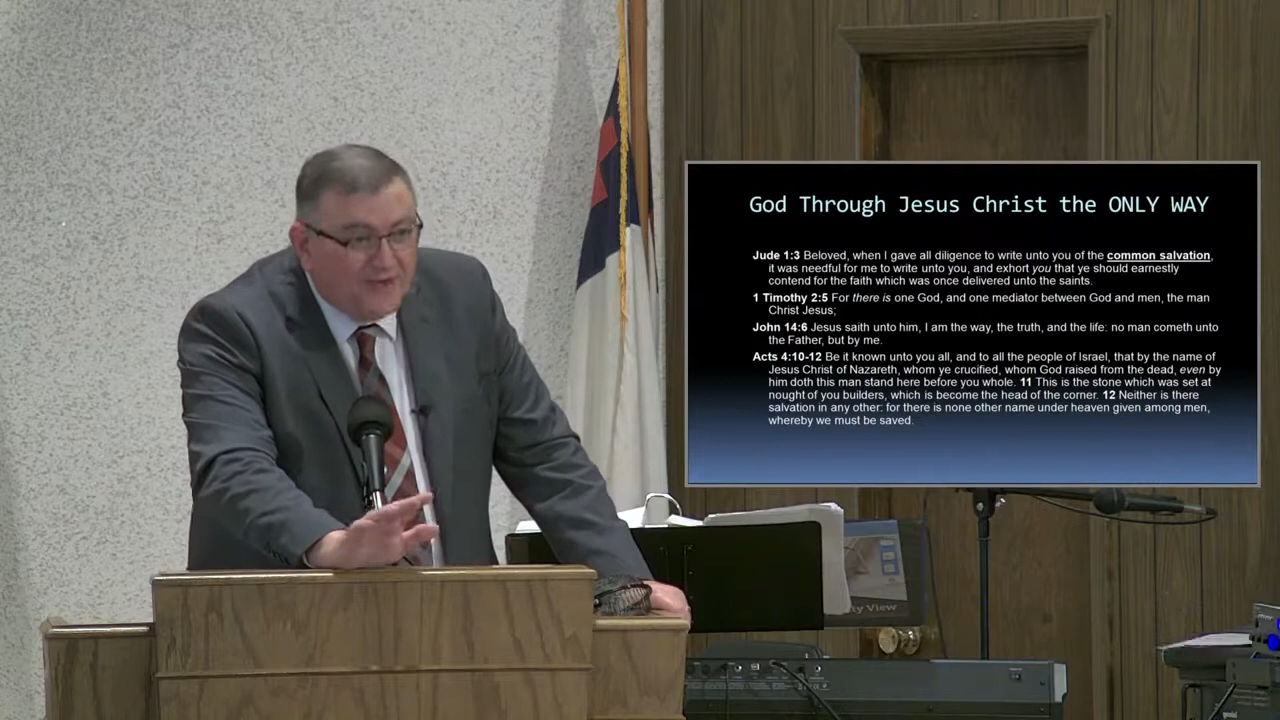 God Through Jesus Christ the ONLY WAY
Jude 1:3 Beloved, when I gave all diligence to write unto you of the common salvation,
it was needful for me to write unto you, and exhort you that ye should earnestly
contend for the faith which was once delivered unto the saints.
1 Timothy 2:5 For there is one God, and one mediator between God and men, the man
Christ Jesus;
John 14:6 Jesus saith unto him, I am the way, the truth, and the life: no man cometh unto
the Father, but by me.
Acts 4:10-12 Be it known unto you all, and to all the people of Israel, that by the name of
Jesus Christ of Nazareth, whom ye crucified, whom God raised from the dead, even by
him doth this man stand here before you whole. 11 This is the stone which was set at
nought of you builders, which is become the head of the corner. 12 Neither is there
salvation in any other: for there is none other name under heaven given among men,
whereby we must be saved.
View